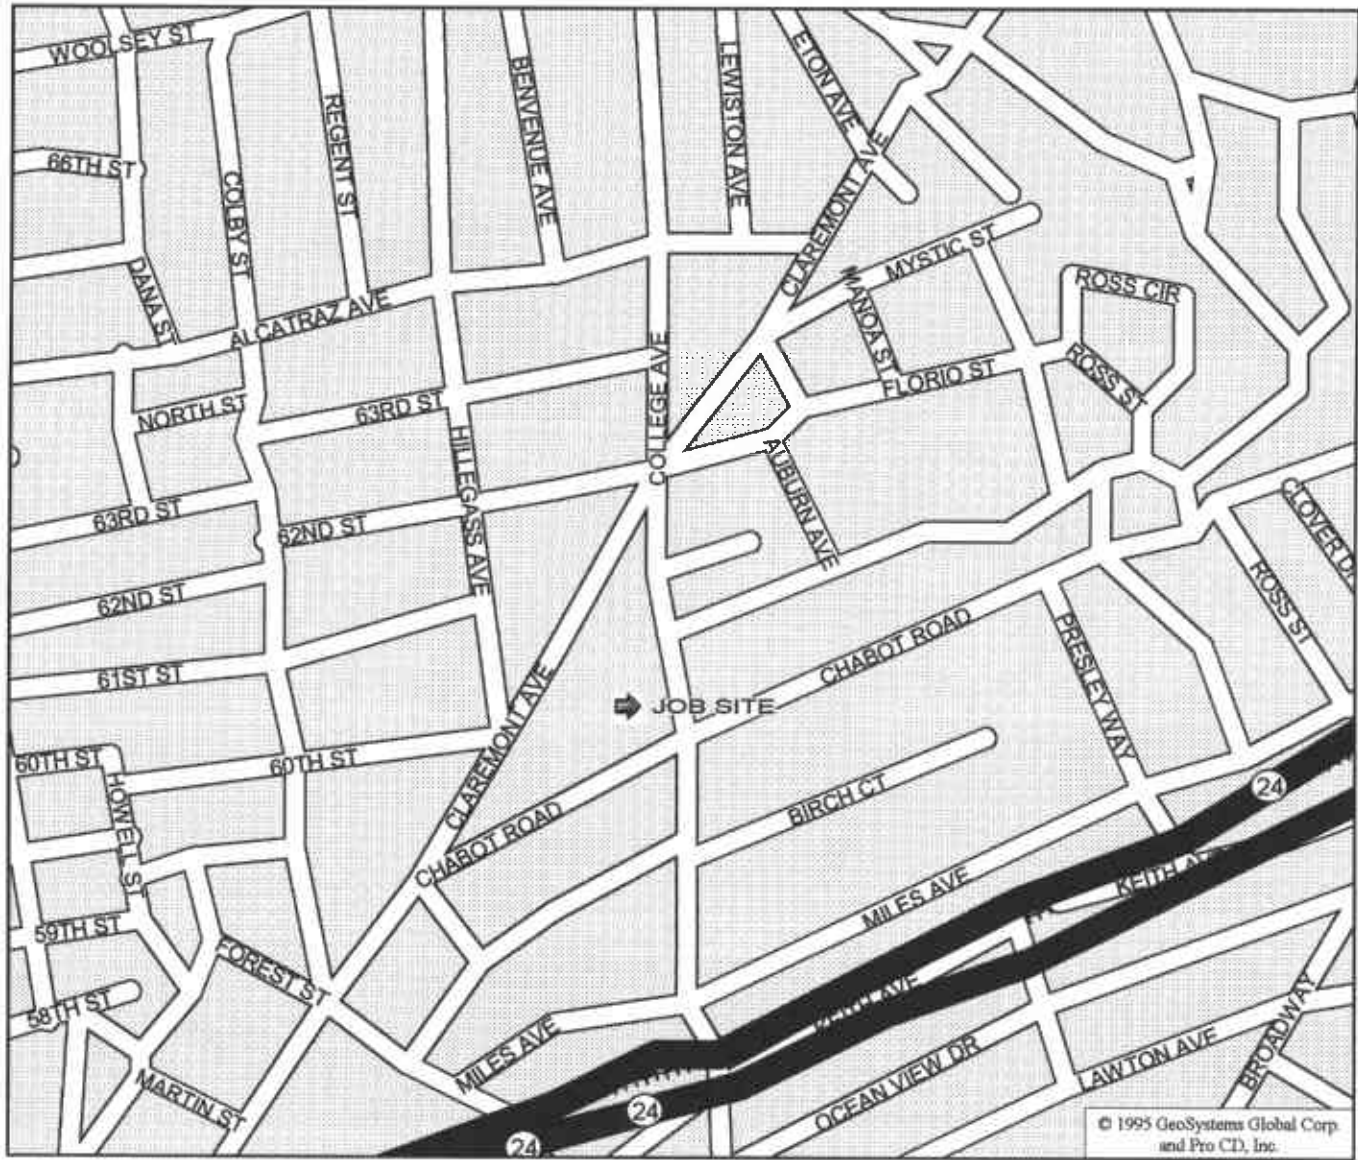 WOOLSEY ST
66TH ST
COLBY ST
REGENT ST
BENVENUE AVE
LEWISTON AVE
ETON AVE
CLAREMONT AVE
DANA ST
ALCATRAZ AVE
MYSTIC ST
MANOA ST
ROSS CIR
ROSS ST
FLORIO ST
NORTH ST
63RD ST
COLLEGE AVE
HILLEGASS AVE
AUBURN AVE
63RD ST
62ND ST
CLOVER D
ROSS ST
62ND ST
61ST ST
CHABOT ROAD
PRESLEY WAY
JOB SITE
CLAREMONT AVE
60TH ST
60TH ST
HOWELL ST
CHABOT ROAD
BIRCH CT
24
MILES AVE
KEITH AVE
59TH ST
FOREST ST
58TH ST
KEITH AVE
MILES AVE
OCEAN VIEW DR
LAWTON AVE
BROADWAY
MARTIN ST
24
24
© 1995 GeoSystems Global Corp.
and Pro CD, Inc.